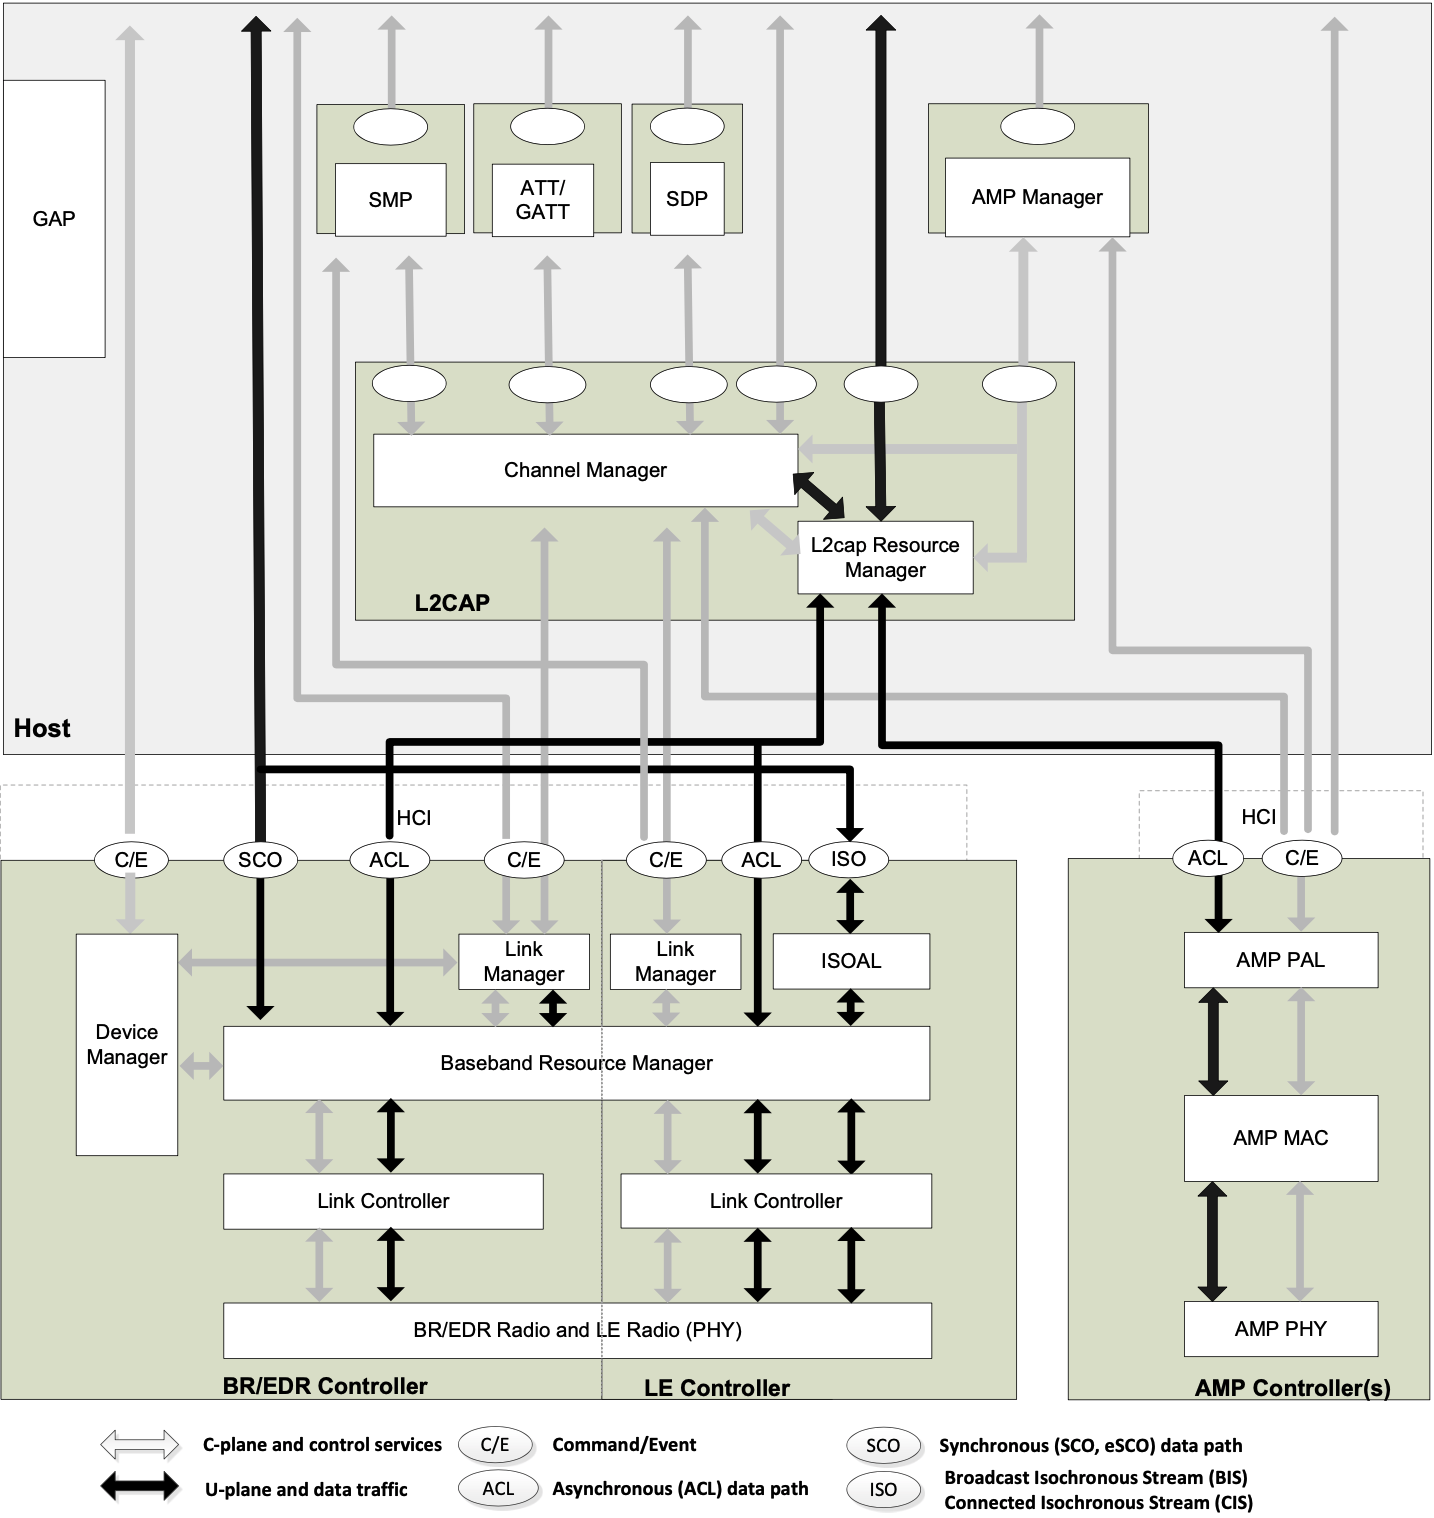 GAP
SMP
ATT/
GATT
SDP
AMP Manager
Channel Manager
L2cap Resource
Manager
L2CAP
Host
HCI
HCI
C/E
SCO
ACL
C/E
C/E
ACL
ISO
ACL
C/E
Link
Manager
Link
Manager
ISOAL
AMP PAL
Device
Manager
Baseband Resource Manager
AMP MAC
Link Controller
Link Controller
BR/EDR Radio and LE Radio (PHY)
AMP PHY
BR/EDR Controller
LE Controller
AMP Controller(s)
C-plane and control services
C/E
Command/Event
SCO
Synchronous (SCO, eSCO) data path
U-plane and data traffic
ACL
Asynchronous (ACL) data path
ISO
Broadcast Isochronous Stream (BIS)
Connected Isochronous Stream (CIS)